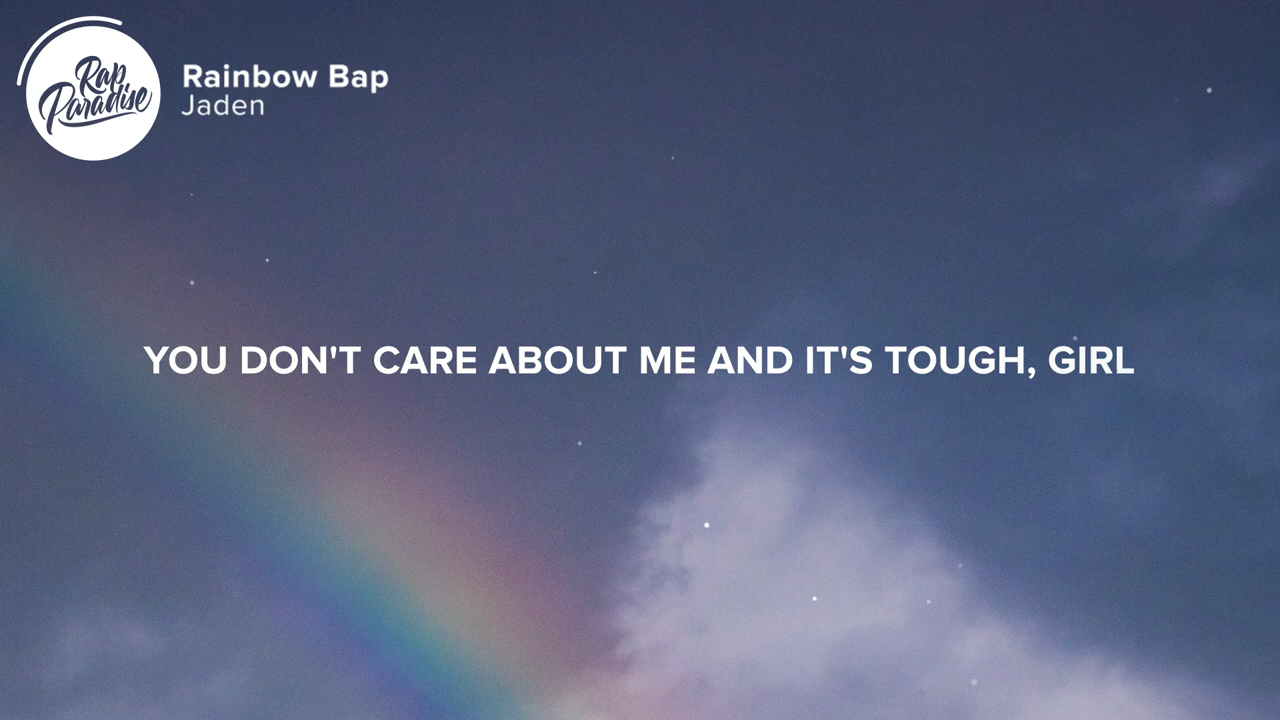 Rap
Paradise
Rainbow Bap
Jaden
YOU DON'T CARE ABOUT ME AND IT'S TOUGH, GIRL